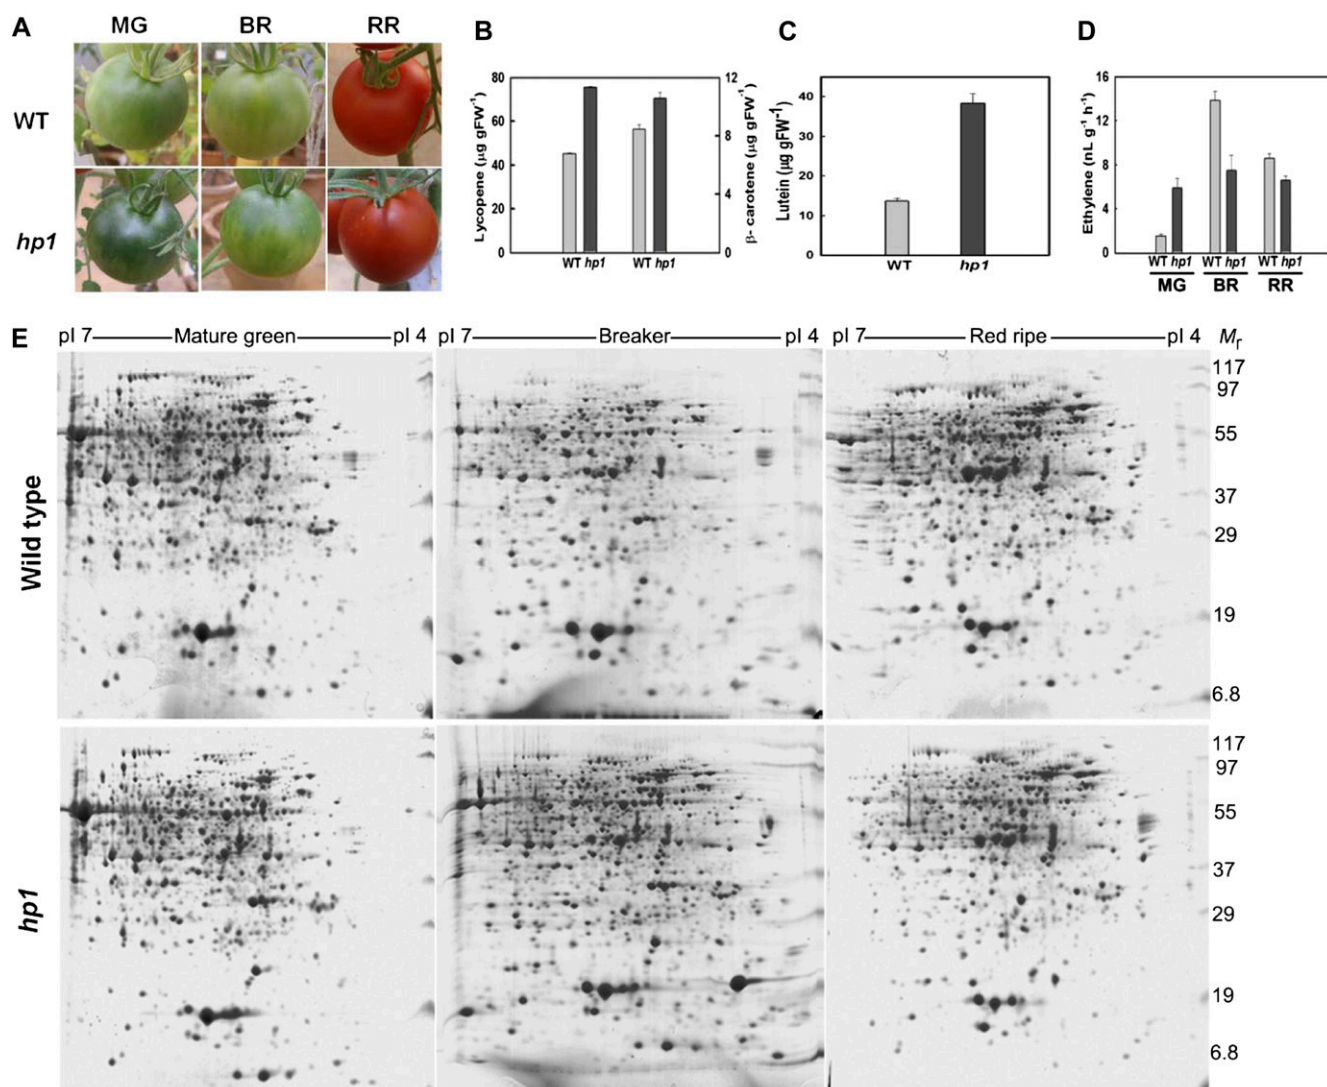 A
MG BR RR
WT
hp1
B
Lycopene (μg gFW⁻¹)
80
60
40
20
0
12
8
4
0
β- carotene (μg gFW⁻¹)
WT hp1 WT hp1
C
Lutein (μg gFW⁻¹)
40
30
20
10
0
WT hp1
D
Ethylene (nL g⁻¹ h⁻¹)
16
12
8
4
0
WT hp1 WT hp1 WT hp1
MG BR RR
E
pI 7 Mature green pI 4
pI 7 Breaker pI 4
pI 7 Red ripe pI 4
Mr
Wild type
117
97
55
37
29
19
6.8
hp1
117
97
55
37
29
19
6.8